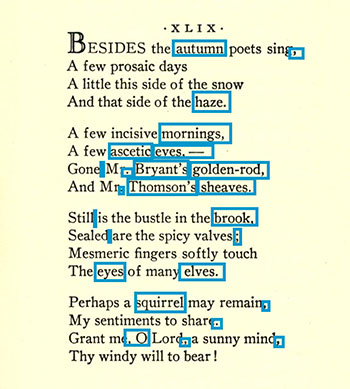 · XLIX ·
BESIDES the autumn poets sing,
A few prosaic days
A little this side of the snow
And that side of the haze.
A few incisive mornings,
A few ascetic eves, —
Gone Mr. Bryant's golden-rod,
And Mr. Thomson's sheaves.
Still is the bustle in the brook,
Sealed are the spicy valves;
Mesmeric fingers softly touch
The eyes of many elves.
Perhaps a squirrel may remain,
My sentiments to share.
Grant me, O Lord, a sunny mind,
Thy windy will to bear!